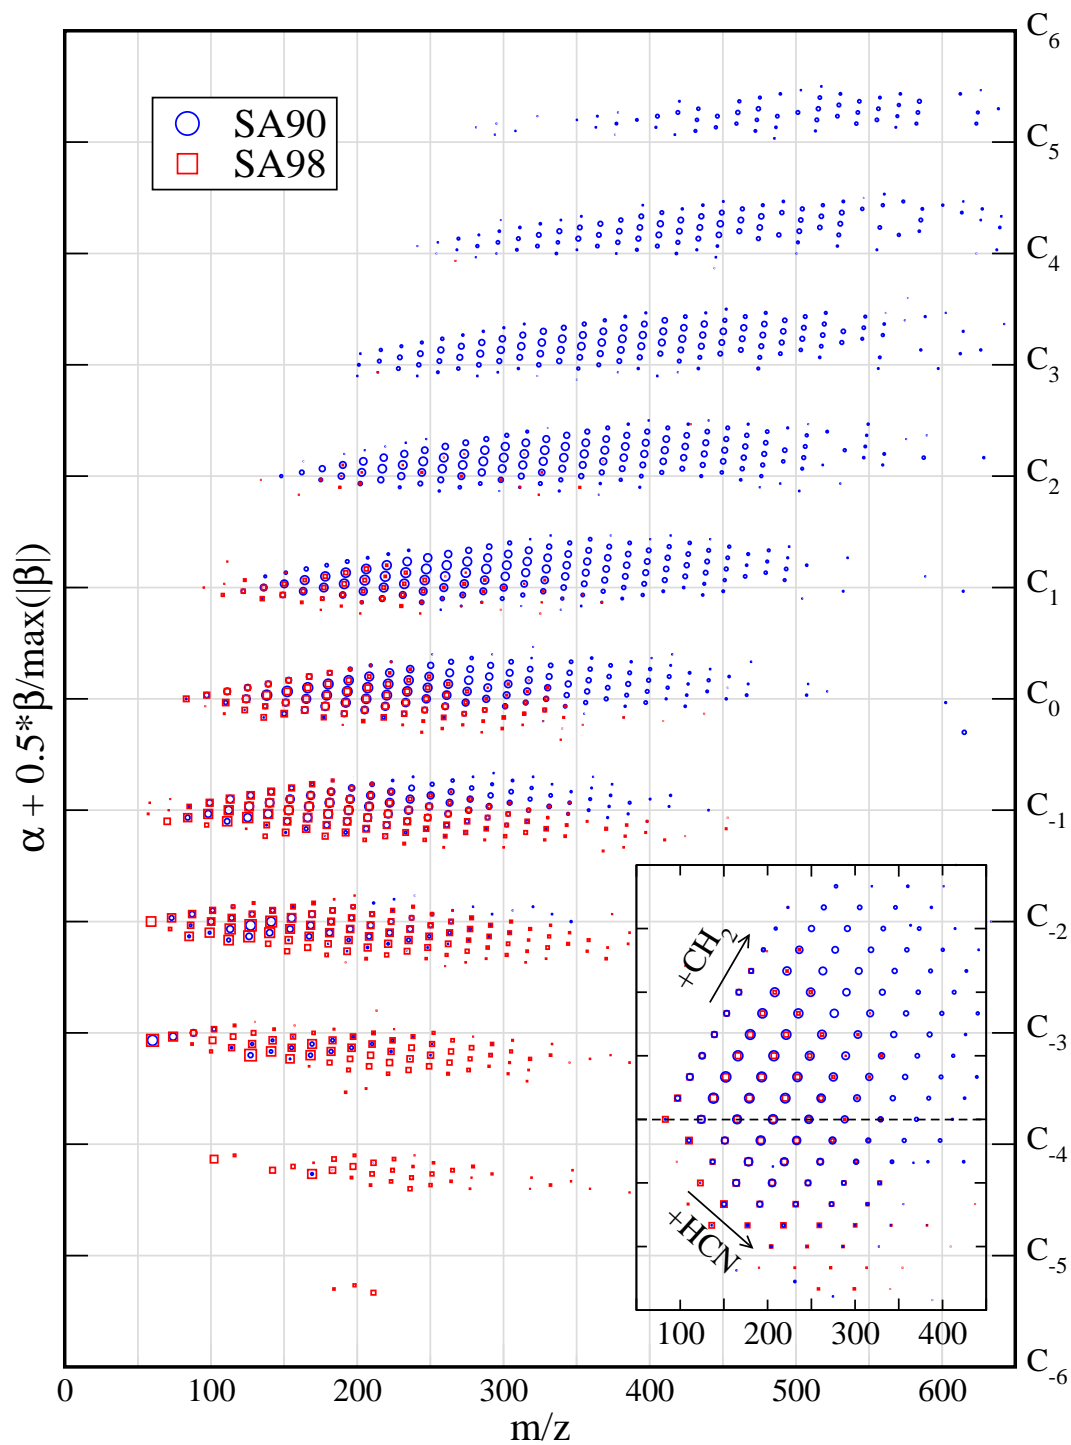 C6
SA90
SA98
C5
C4
C3
C2
C1
α + 0.5*β/max(|β|)
C0
C-1
C-2
+CH2
C-3
C-4
+HCN
C-5
100 200 300 400
C-6
0 100 200 300 400 500 600
m/z